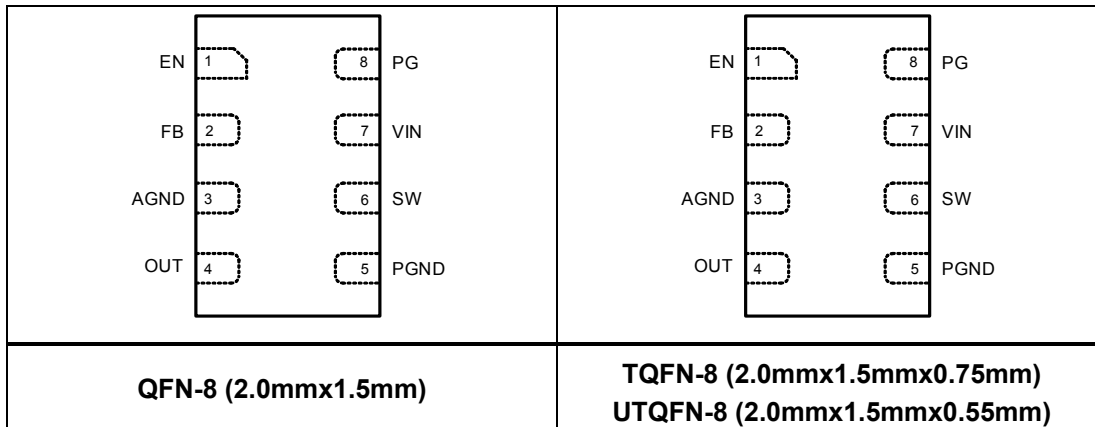 EN 1 8 PG
FB 2 7 VIN
AGND 3 6 SW
OUT 4 5 PGND
QFN-8 (2.0mmx1.5mm)
EN 1 8 PG
FB 2 7 VIN
AGND 3 6 SW
OUT 4 5 PGND
TQFN-8 (2.0mmx1.5mmx0.75mm)
UTQFN-8 (2.0mmx1.5mmx0.55mm)